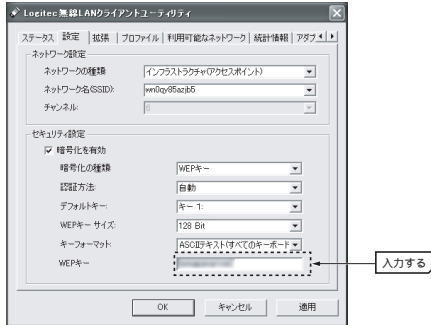 Logitec 無線LANクライアントユーティリティ
ステータス 設定 拡張 プロファイル 利用可能なネットワーク 統計情報 アダプ
ネットワーク設定
ネットワークの種類 インフラストラクチャ(アクセスポイント)
ネットワーク名(SSID): wn0qy85azjb5
チャンネル: 6
セキュリティ設定
暗号化を有効
暗号化の種類 WEPキー
認証方法: 自動
デフォルトキー: キー 1:
WEPキー サイズ: 128 Bit
キーフォーマット: ASCIIテキスト(すべてのキーボード
WEPキー
入力する
OK キャンセル 適用